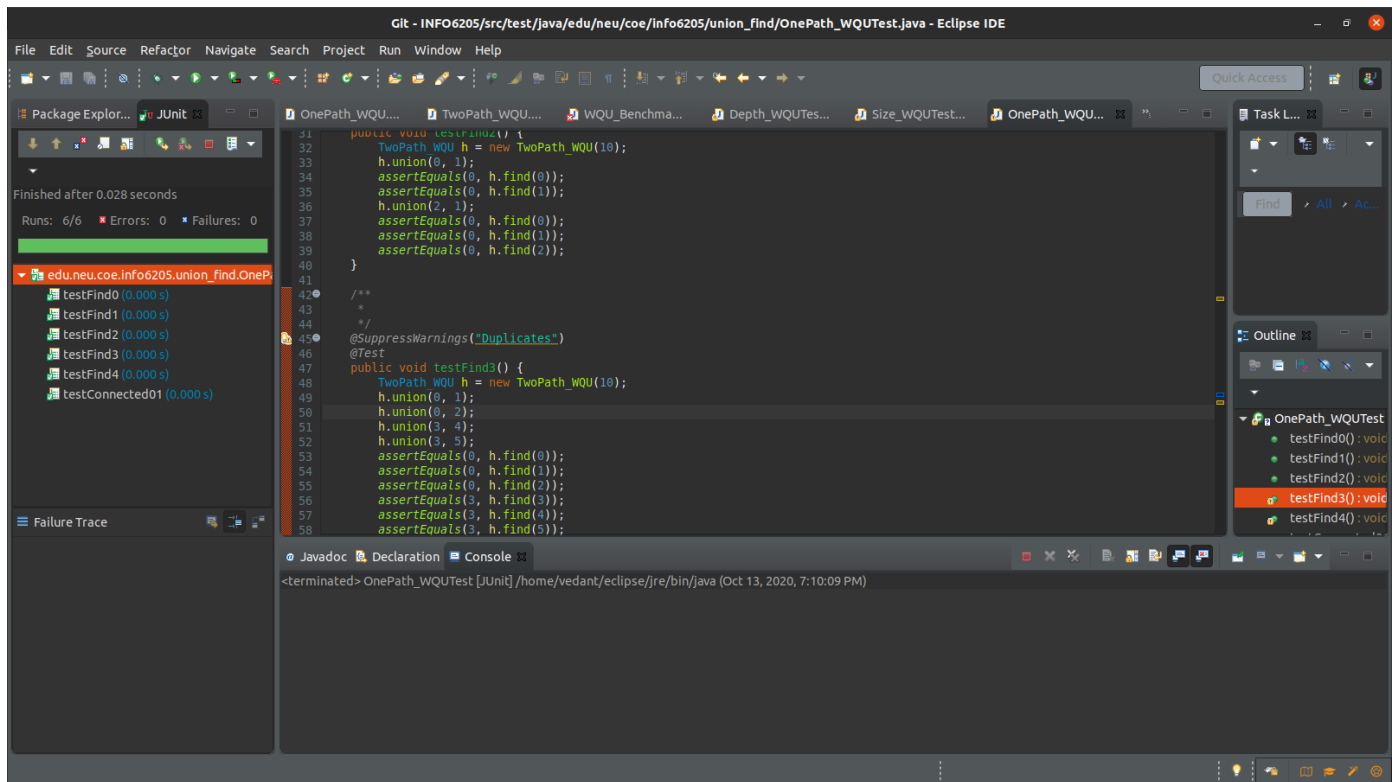 Git - INFO6205/src/test/java/edu/neu/coe/info6205/union_find/OnePath_WQUTest.java - Eclipse IDE
File Edit Source Refactor Navigate Search Project Run Window Help
Quick Access
Package Explor... JUnit
Finished after 0.028 seconds
Runs: 6/6 Errors: 0 Failures: 0
edu.neu.coe.info6205.union_find.OneP
testFind0 (0.000 s)
testFind1 (0.000 s)
testFind2 (0.000 s)
testFind3 (0.000 s)
testFind4 (0.000 s)
testConnected01 (0.000 s)
Failure Trace
OnePath_WQU.... TwoPath_WQU.... WQU_Benchma... Depth_WQUTes... Size_WQUTest... OnePath_WQU...
31 public void testFind2() {
32 TwoPath_WQU h = new TwoPath_WQU(10);
33 h.union(0, 1);
34 assertEquals(0, h.find(0));
35 assertEquals(0, h.find(1));
36 h.union(2, 1);
37 assertEquals(0, h.find(0));
38 assertEquals(0, h.find(1));
39 assertEquals(0, h.find(2));
40 }
41
42 /**
43 *
44 */
45 @SuppressWarnings("Duplicates")
46 @Test
47 public void testFind3() {
48 TwoPath_WQU h = new TwoPath_WQU(10);
49 h.union(0, 1);
50 h.union(0, 2);
51 h.union(3, 4);
52 h.union(3, 5);
53 assertEquals(0, h.find(0));
54 assertEquals(0, h.find(1));
55 assertEquals(0, h.find(2));
56 assertEquals(3, h.find(3));
57 assertEquals(3, h.find(4));
58 assertEquals(3, h.find(5));
Javadoc Declaration Console
<terminated> OnePath_WQUTest [JUnit] /home/vedant/eclipse/jre/bin/java (Oct 13, 2020, 7:10:09 PM)
Task L...
Find All Ac...
Outline
OnePath_WQUTest
testFind0() : void
testFind1() : void
testFind2() : void
testFind3() : void
testFind4() : void